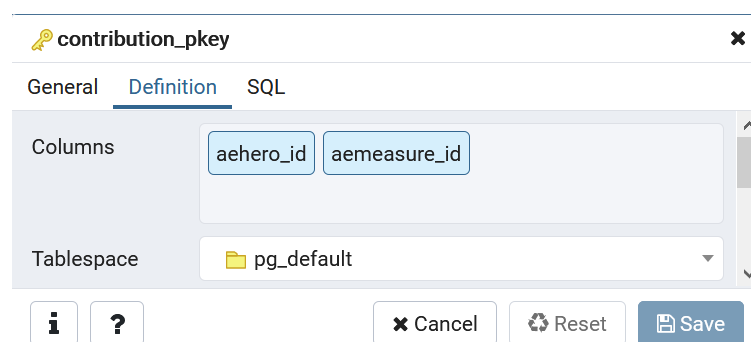 contribution_pkey
General Definition SQL
Columns aehero_id aemeasure_id
Tablespace pg_default
i ? Cancel Reset Save